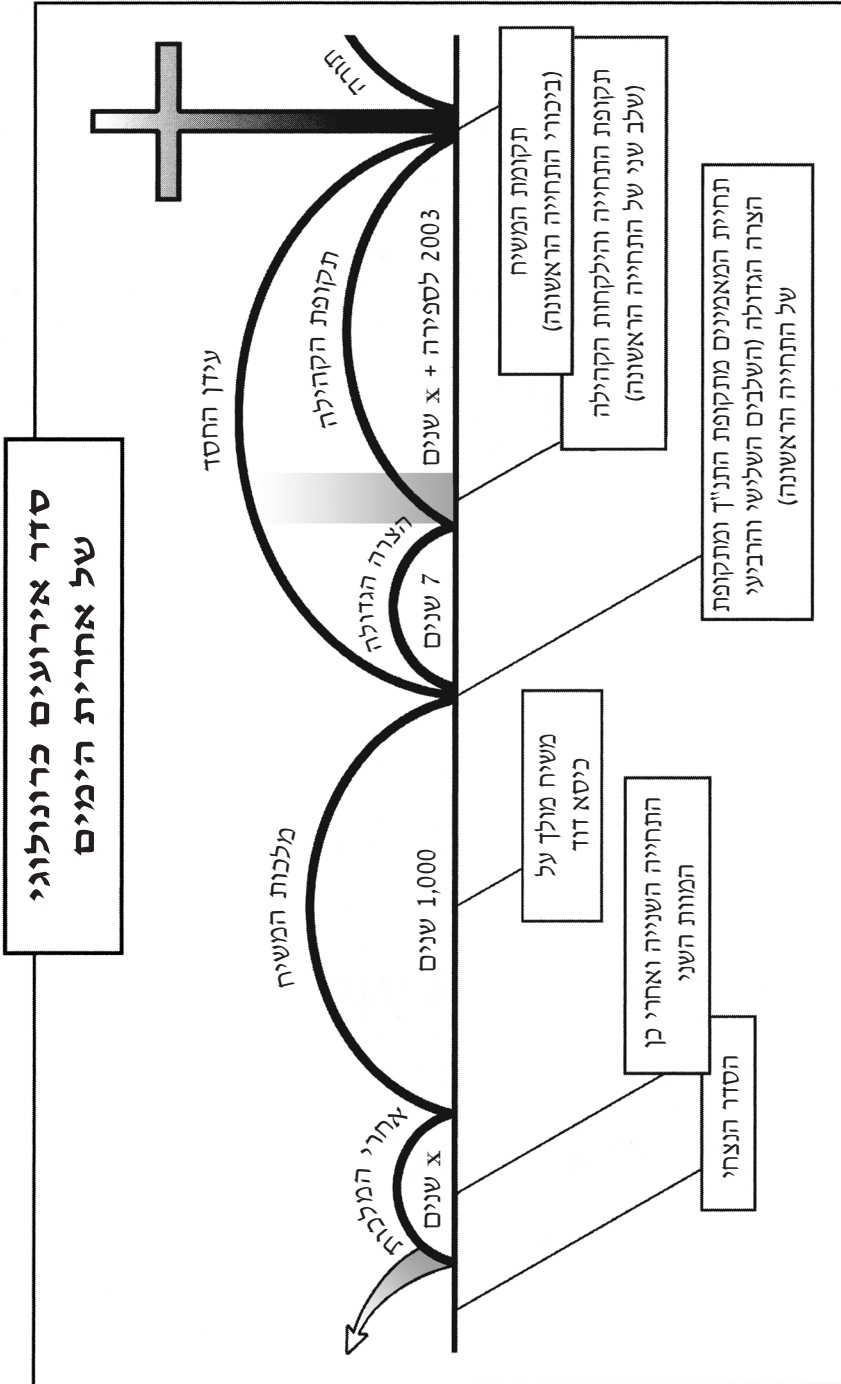 סדר אירועים כרונולוגי
של אחרית הימים
תורה
עידן החסד
תקופת הקהילה
2003 לספירה + x שנים
הצרה הגדולה
7 שנים
מלכות המשיח
1,000 שנים
אחרי המלכות
x שנים
תקומת המשיח
(ביכורי התחייה הראשונה)
תקופת התחייה והילקחות הקהילה
(שלב שני של התחייה הראשונה)
תחיית המאמינים מתקופת התנ"ך ומתקופת
הצרה הגדולה (השלבים השלישי והרביעי
של התחייה הראשונה)
משיח מולך על
כיסא דוד
התחייה השנייה ואחרי כן
המוות השני
הסדר הנצחי